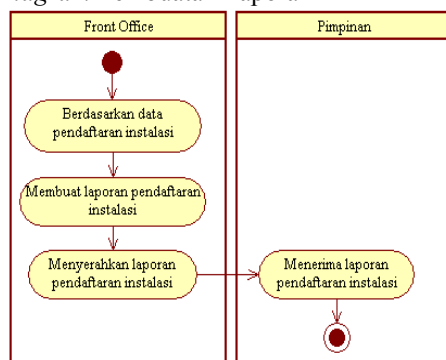 Front Office
Pimpinan
Berdasarkan data
pendaftaran instalasi
Membuat laporan pendaftaran
instalasi
Menyerahkan laporan
pendaftaran instalasi
Menerima laporan
pendaftaran instalasi